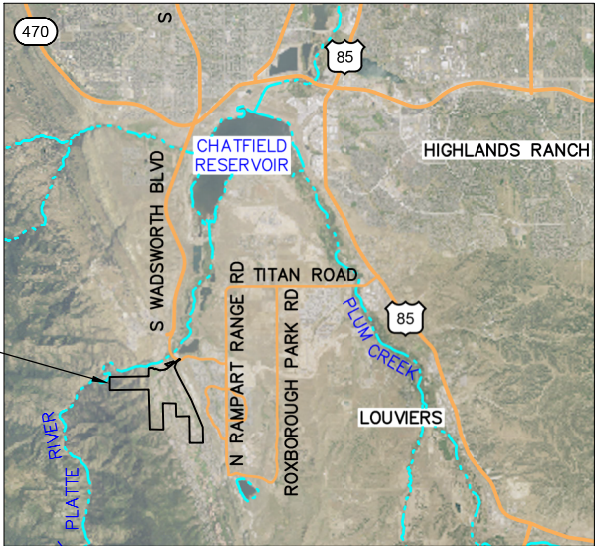 S
470
85
CHATFIELD
RESERVOIR
HIGHLANDS RANCH
S WADSWORTH BLVD
TITAN ROAD
N RAMPART RANGE RD
ROXBOROUGH PARK RD
PLUM CREEK
85
LOUVIERS
PLATTE RIVER